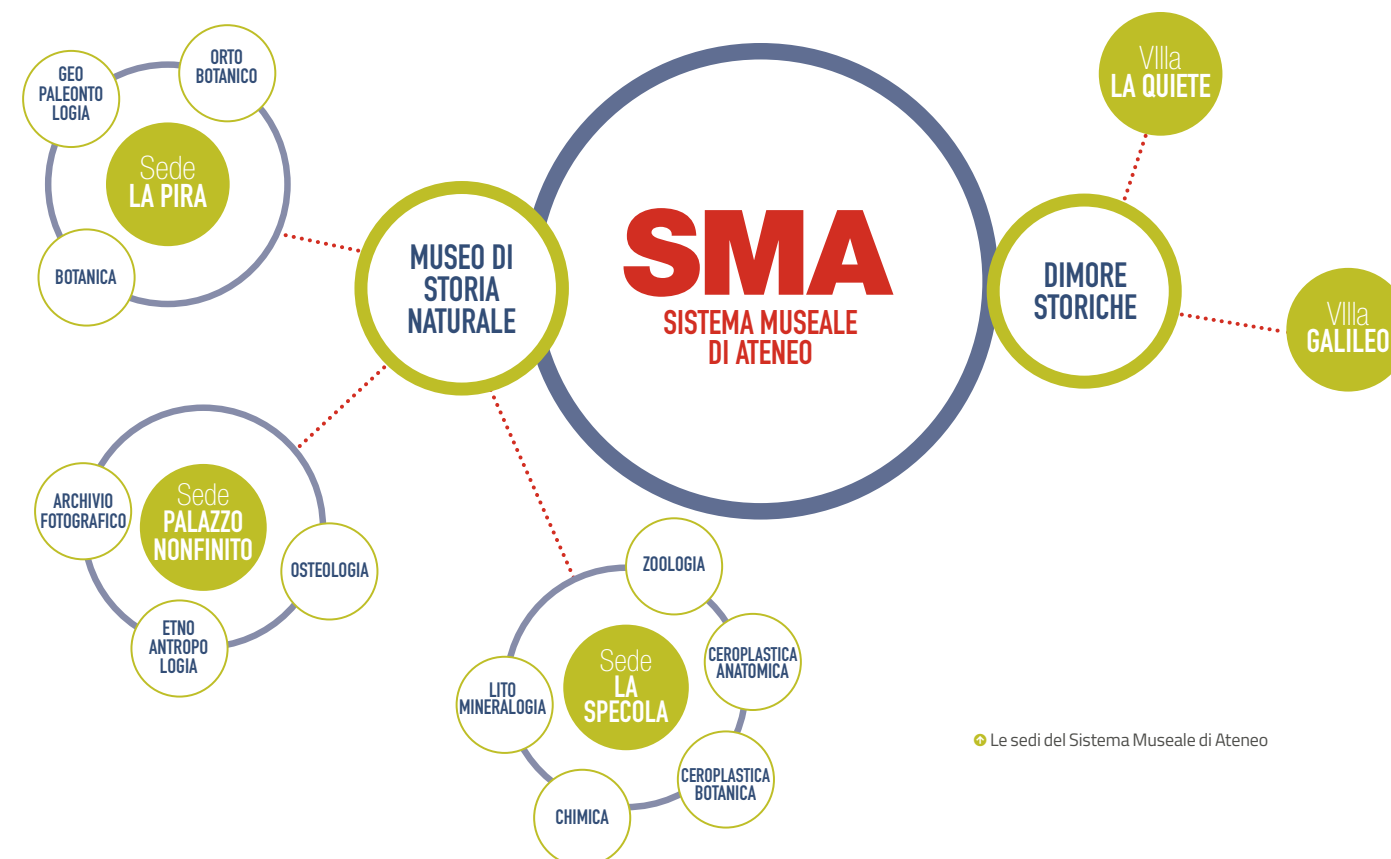 GEO
PALEONTO
LOGIA
ORTO
BOTANICO
Sede
LA PIRA
BOTANICA
MUSEO DI
STORIA
NATURALE
SMA
SISTEMA MUSEALE
DI ATENEO
DIMORE
STORICHE
VIIIa
LA QUIETE
VIIIa
GALILEO
ARCHIVIO
FOTOGRAFICO
Sede
PALAZZO
NONFINITO
OSTEOLOGIA
ETNO
ANTROPO
LOGIA
ZOOLOGIA
CEROPLASTICA
ANATOMICA
Sede
LA
SPECOLA
LITO
MINERALOGIA
CEROPLASTICA
BOTANICA
CHIMICA
Le sedi del Sistema Museale di Ateneo